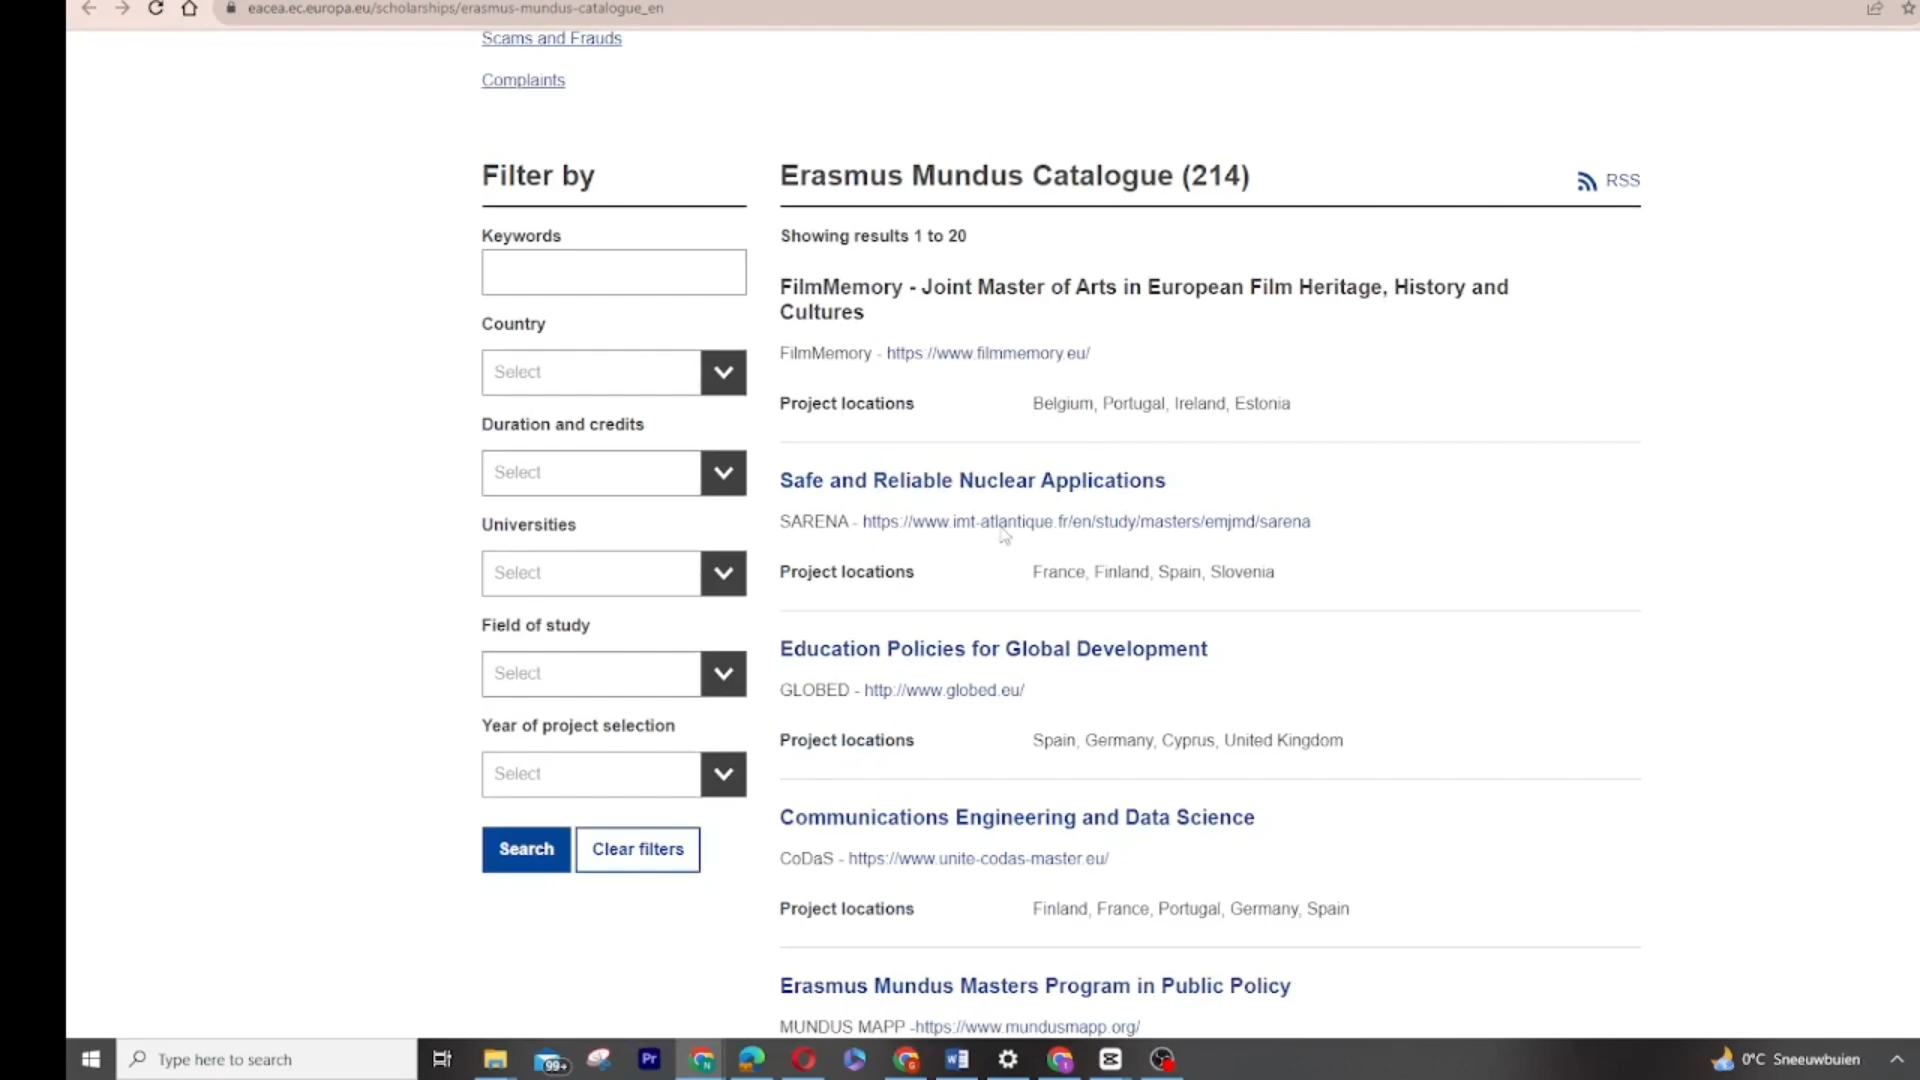 eacea.ec.europa.eu/scholarships/erasmus-mundus-catalogue_en
Scams and Frauds
Complaints
Filter by
Keywords
Country
Select
Duration and credits
Select
Universities
Select
Field of study
Select
Year of project selection
Select
Search
Clear filters
Erasmus Mundus Catalogue (214)
RSS
Showing results 1 to 20
FilmMemory - Joint Master of Arts in European Film Heritage, History and
Cultures
FilmMemory - https://www.filmmemory.eu/
Project locations Belgium, Portugal, Ireland, Estonia
Safe and Reliable Nuclear Applications
SARENA - https://www.imt-atlantique.fr/en/study/masters/emjmd/sarena
Project locations France, Finland, Spain, Slovenia
Education Policies for Global Development
GLOBED - http://www.globed.eu/
Project locations Spain, Germany, Cyprus, United Kingdom
Communications Engineering and Data Science
CoDaS - https://www.unite-codas-master.eu/
Project locations Finland, France, Portugal, Germany, Spain
Erasmus Mundus Masters Program in Public Policy
MUNDUS MAPP -https://www.mundusmapp.org/
Type here to search
99+
Pr
0°C Sneeuwbuien